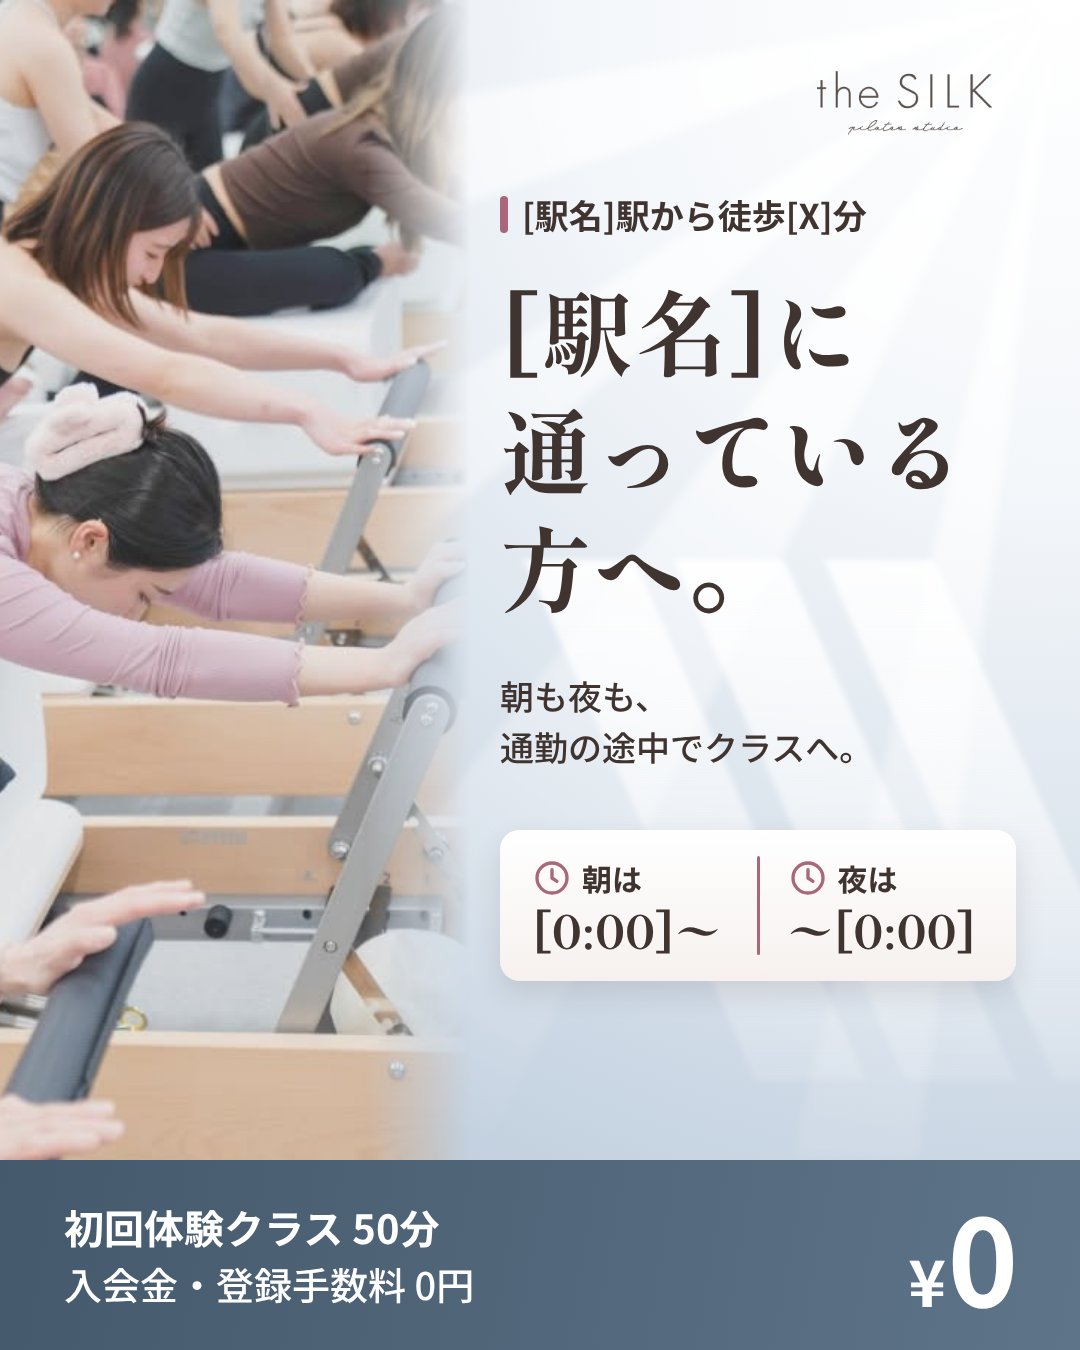 the SILK
pilates studio
[駅名]駅から徒歩[X]分
[駅名]に
通っている
方へ。
朝も夜も、
通勤の途中でクラスへ。
朝は
[0:00]〜
夜は
〜[0:00]
初回体験クラス 50分
入会金・登録手数料 0円
¥0